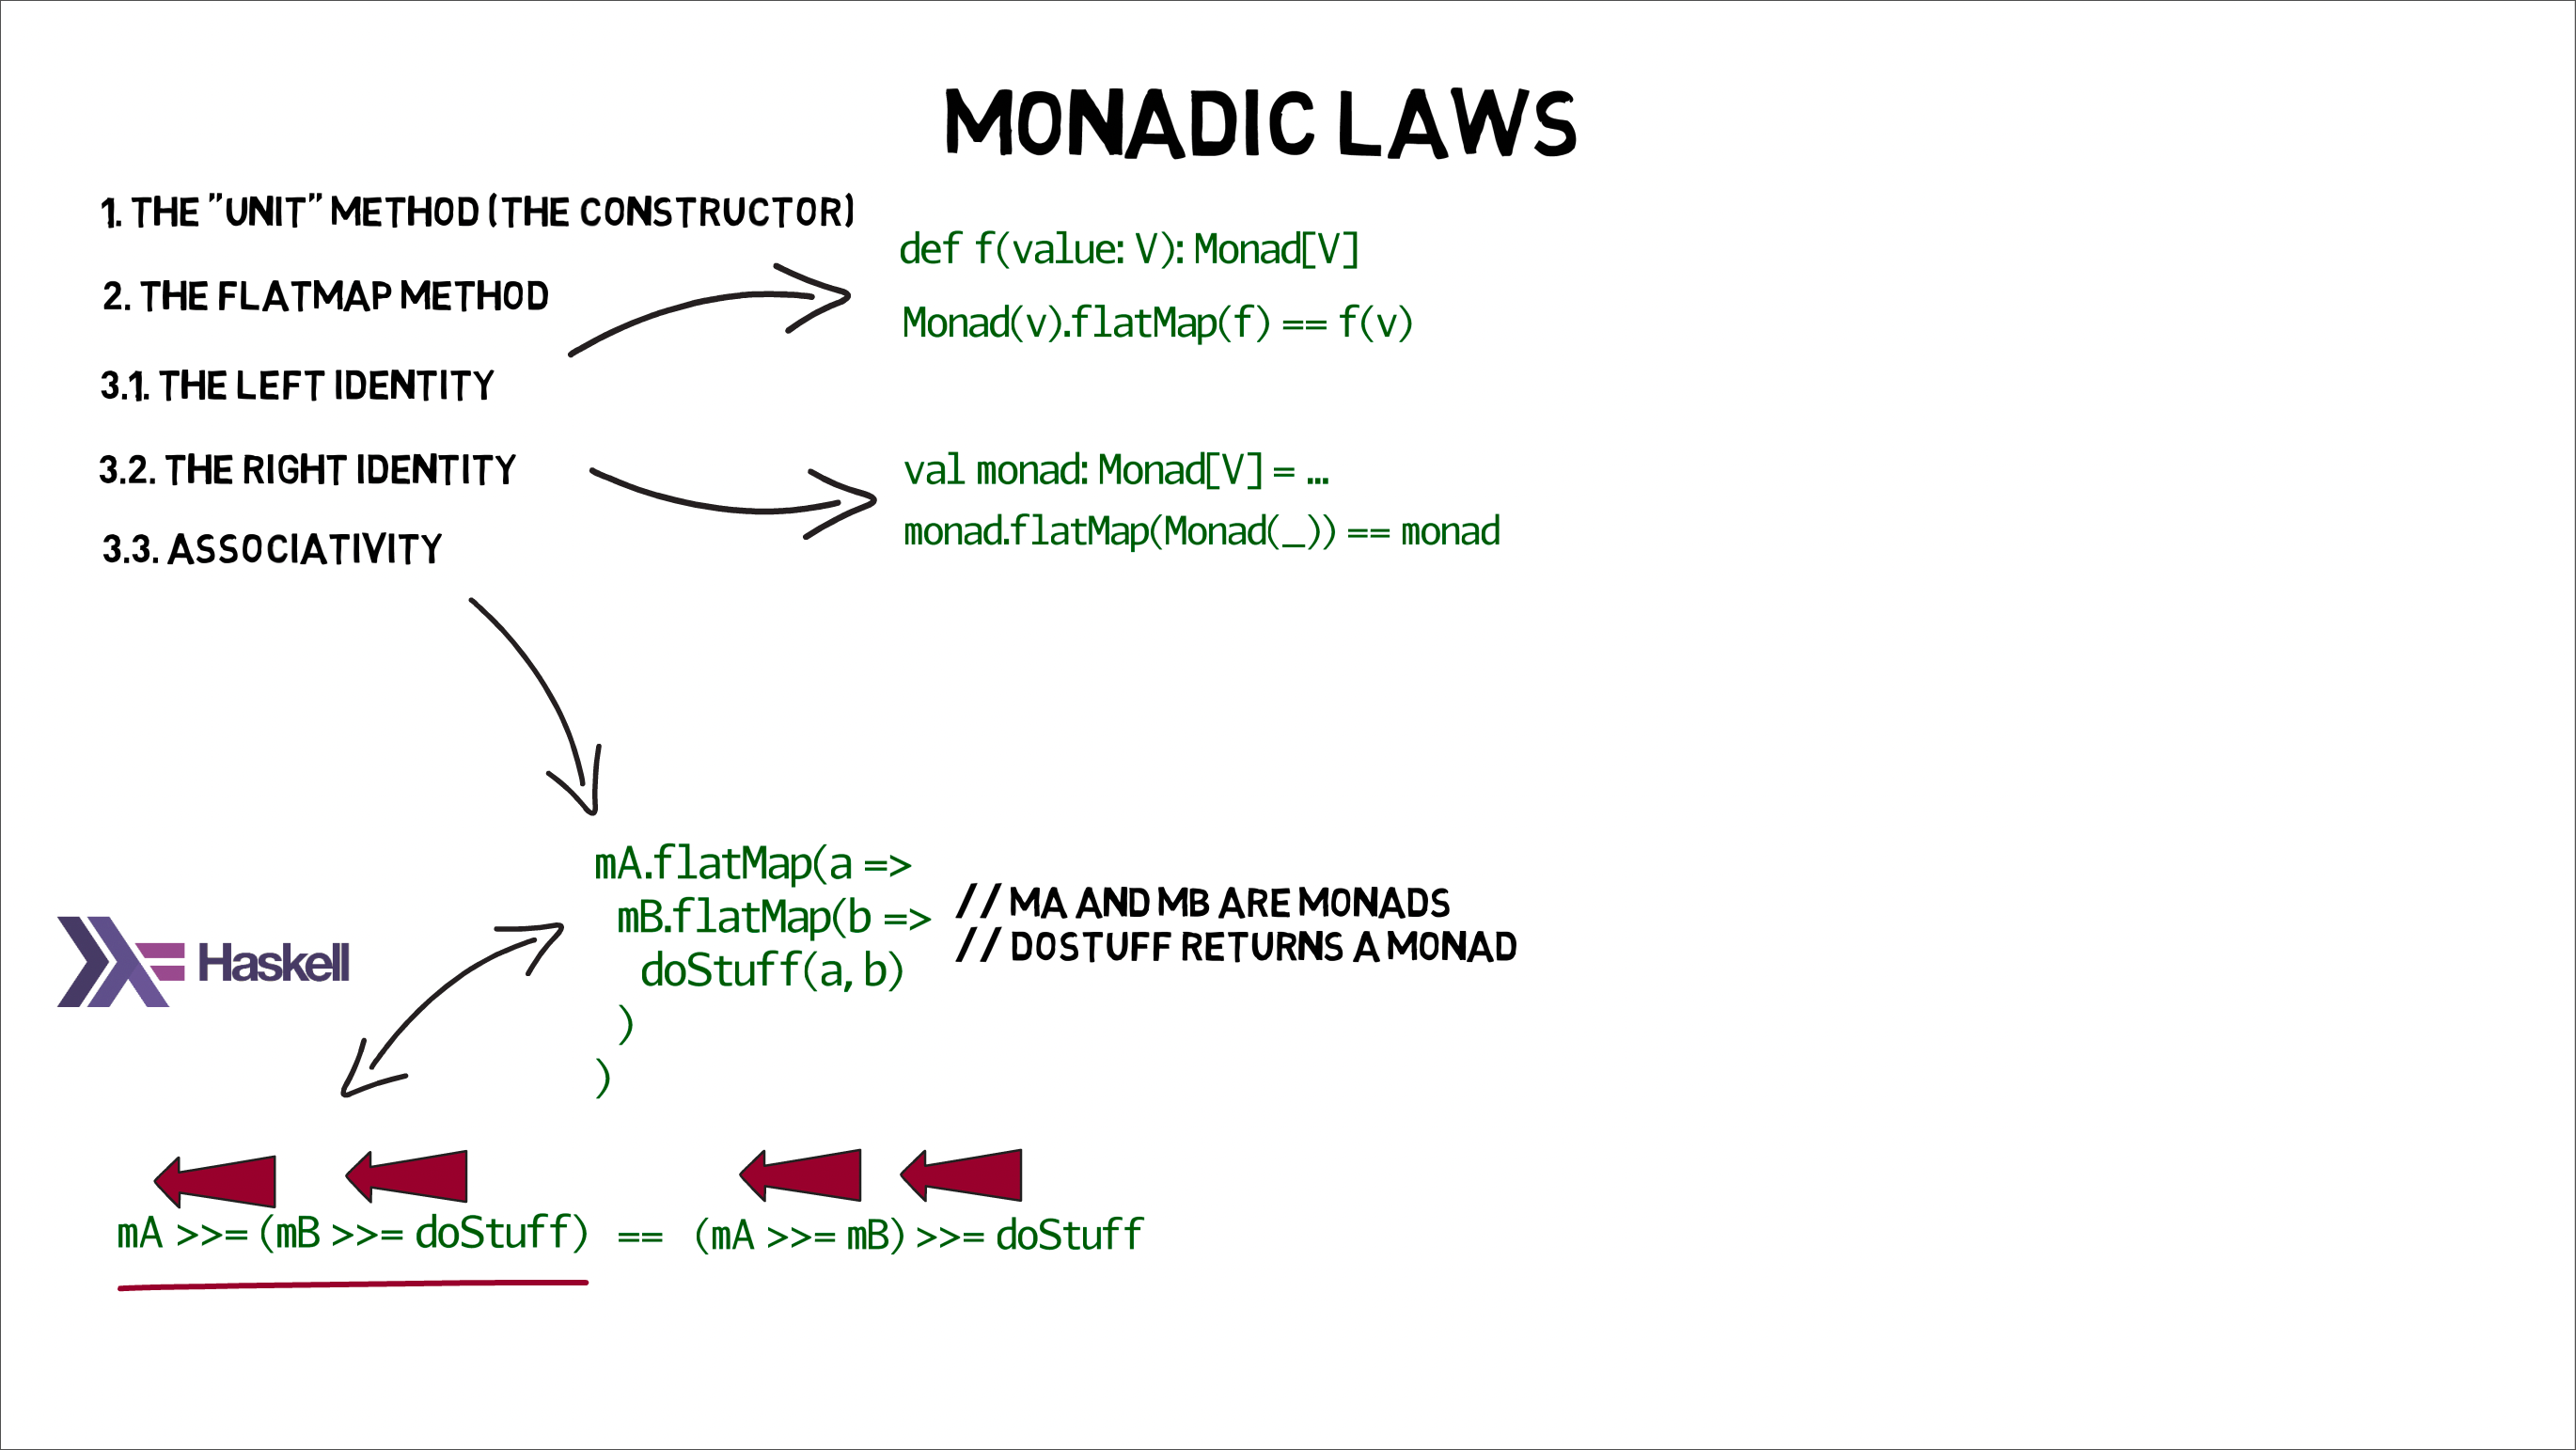 MONADIC LAWS
1. THE "UNIT" METHOD (THE CONSTRUCTOR)
2. THE FLATMAP METHOD
3.1. THE LEFT IDENTITY
3.2. THE RIGHT IDENTITY
3.3. ASSOCIATIVITY
def f(value: V): Monad[V]
Monad(v).flatMap(f) == f(v)
val monad: Monad[V] = ...
monad.flatMap(Monad(_)) == monad
mA.flatMap(a =>
mB.flatMap(b =>
doStuff(a, b)
)
)
// MA AND MB ARE MONADS
// DOSTUFF RETURNS A MONAD
Haskell
mA >>= (mB >>= doStuff) == (mA >>= mB) >>= doStuff